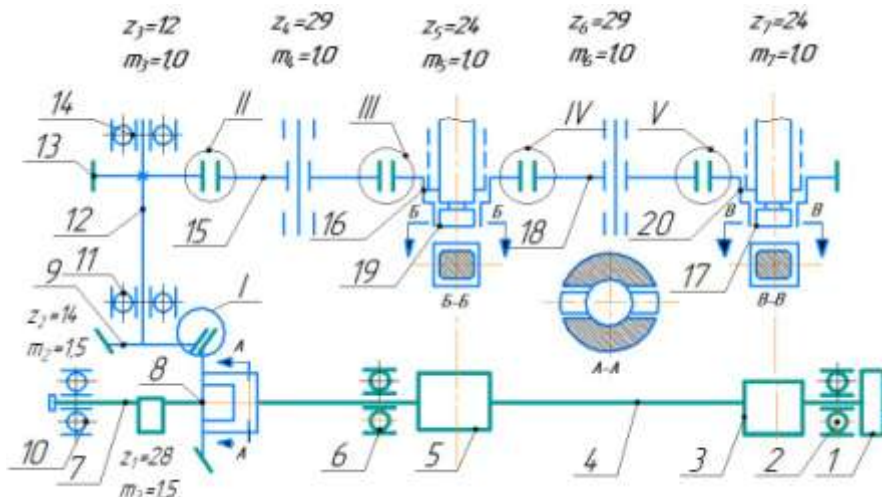 z₃=12 z₄=29 z₅=24 z₆=29 z₇=24
m₃=1,0 m₄=1,0 m₅=1,0 m₆=1,0 m₇=1,0
14 II III IV V
13
12 15 16 Б Б 18 20 В В
19 17
11 I
9
Б-Б В-В
z₂=14
m₂=1,5 8 А А-А
10 7 А 6 5 4 3 2 1
z₁=28
m₂=1,5